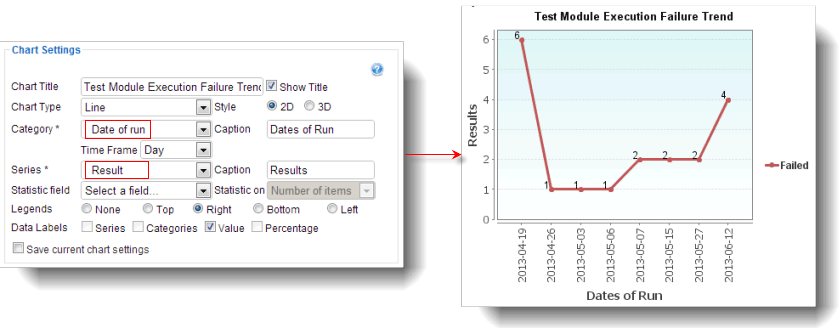 Chart Settings
Chart Title Test Module Execution Failure Trend Show Title
Chart Type Line Style 2D 3D
Category * Date of run Caption Dates of Run
Time Frame Day
Series * Result Caption Results
Statistic field Select a field... Statistic on Number of items
Legends None Top Right Bottom Left
Data Labels Series Categories Value Percentage
Save current chart settings
Test Module Execution Failure Trend
6
5
4
3
2
1
0
Results
6
1
1
1
2
2
2
4
Failed
2013-04-19
2013-04-26
2013-05-03
2013-05-06
2013-05-07
2013-05-15
2013-05-27
2013-06-12
Dates of Run